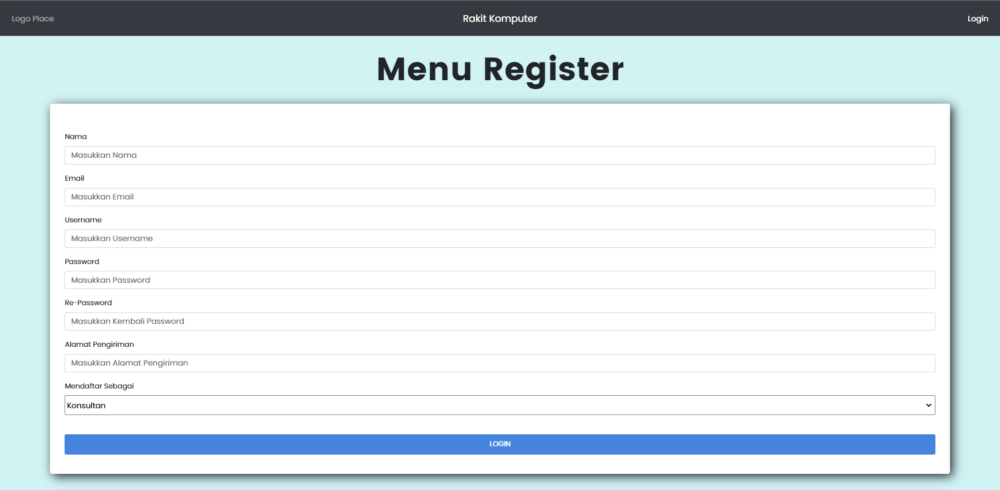 Logo Place
Rakit Komputer
Login
Menu Register
Nama
Masukkan Nama
Email
Masukkan Email
Username
Masukkan Username
Password
Masukkan Password
Re-Password
Masukkan Kembali Password
Alamat Pengiriman
Masukkan Alamat Pengiriman
Mendaftar Sebagai
Konsultan
LOGIN